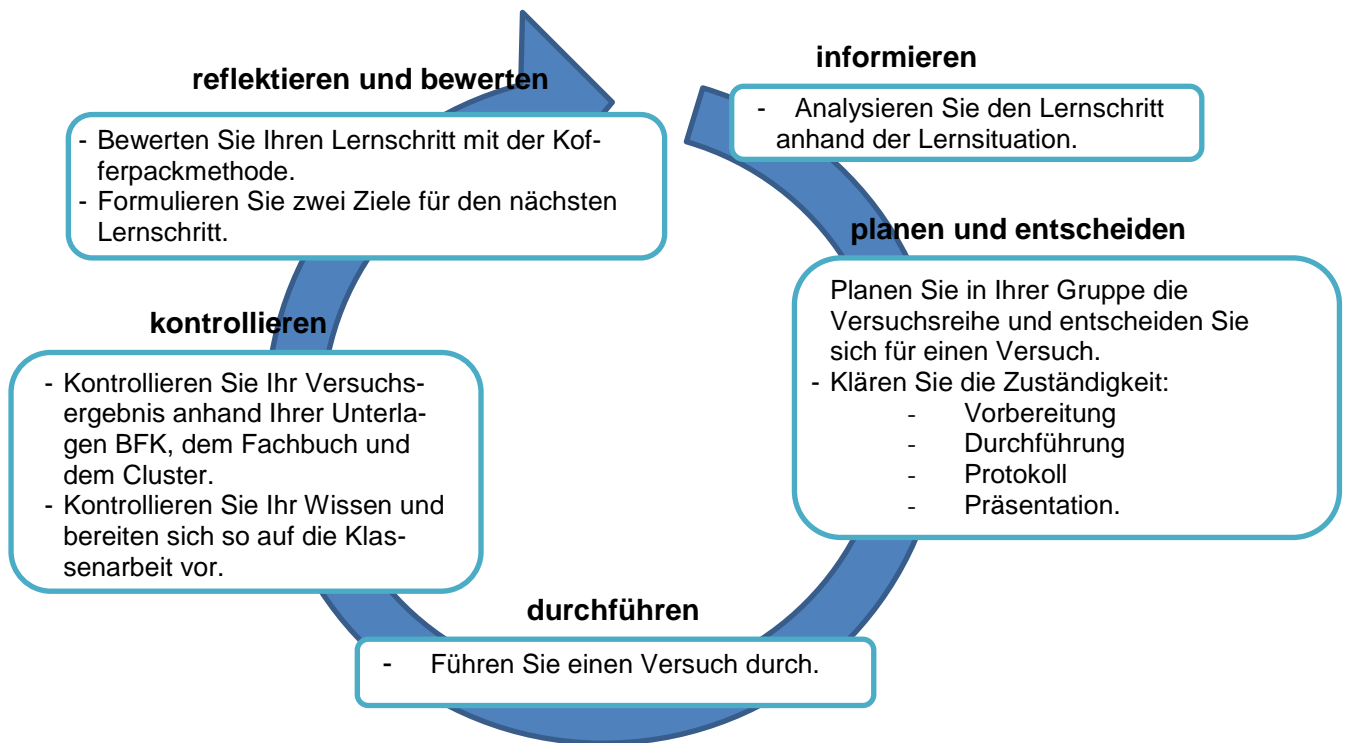 informieren
- Analysieren Sie den Lernschritt
anhand der Lernsituation.
planen und entscheiden
Planen Sie in Ihrer Gruppe die
Versuchsreihe und entscheiden Sie
sich für einen Versuch.
- Klären Sie die Zuständigkeit:
- Vorbereitung
- Durchführung
- Protokoll
- Präsentation.
durchführen
- Führen Sie einen Versuch durch.
kontrollieren
- Kontrollieren Sie Ihr Versuchs-
ergebnis anhand Ihrer Unterla-
gen BFK, dem Fachbuch und
dem Cluster.
- Kontrollieren Sie Ihr Wissen und
bereiten sich so auf die Klas-
senarbeit vor.
reflektieren und bewerten
- Bewerten Sie Ihren Lernschritt mit der Kof-
ferpackmethode.
- Formulieren Sie zwei Ziele für den nächsten
Lernschritt.